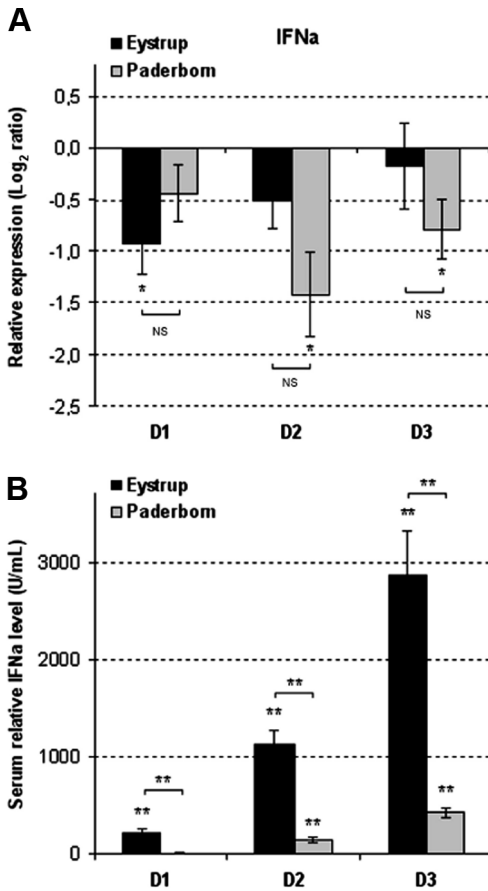 A
IFNa
Eystrup
Paderborn
Relative expression (Log2 ratio)
0,5
0,0
-0,5
-1,0
-1,5
-2,0
-2,5
*
NS
*
NS
*
NS
D1 D2 D3
B
Eystrup
Paderborn
Serum relative IFNa level (U/mL)
3000
2000
1000
0
**
**
**
**
**
**
**
**
D1 D2 D3